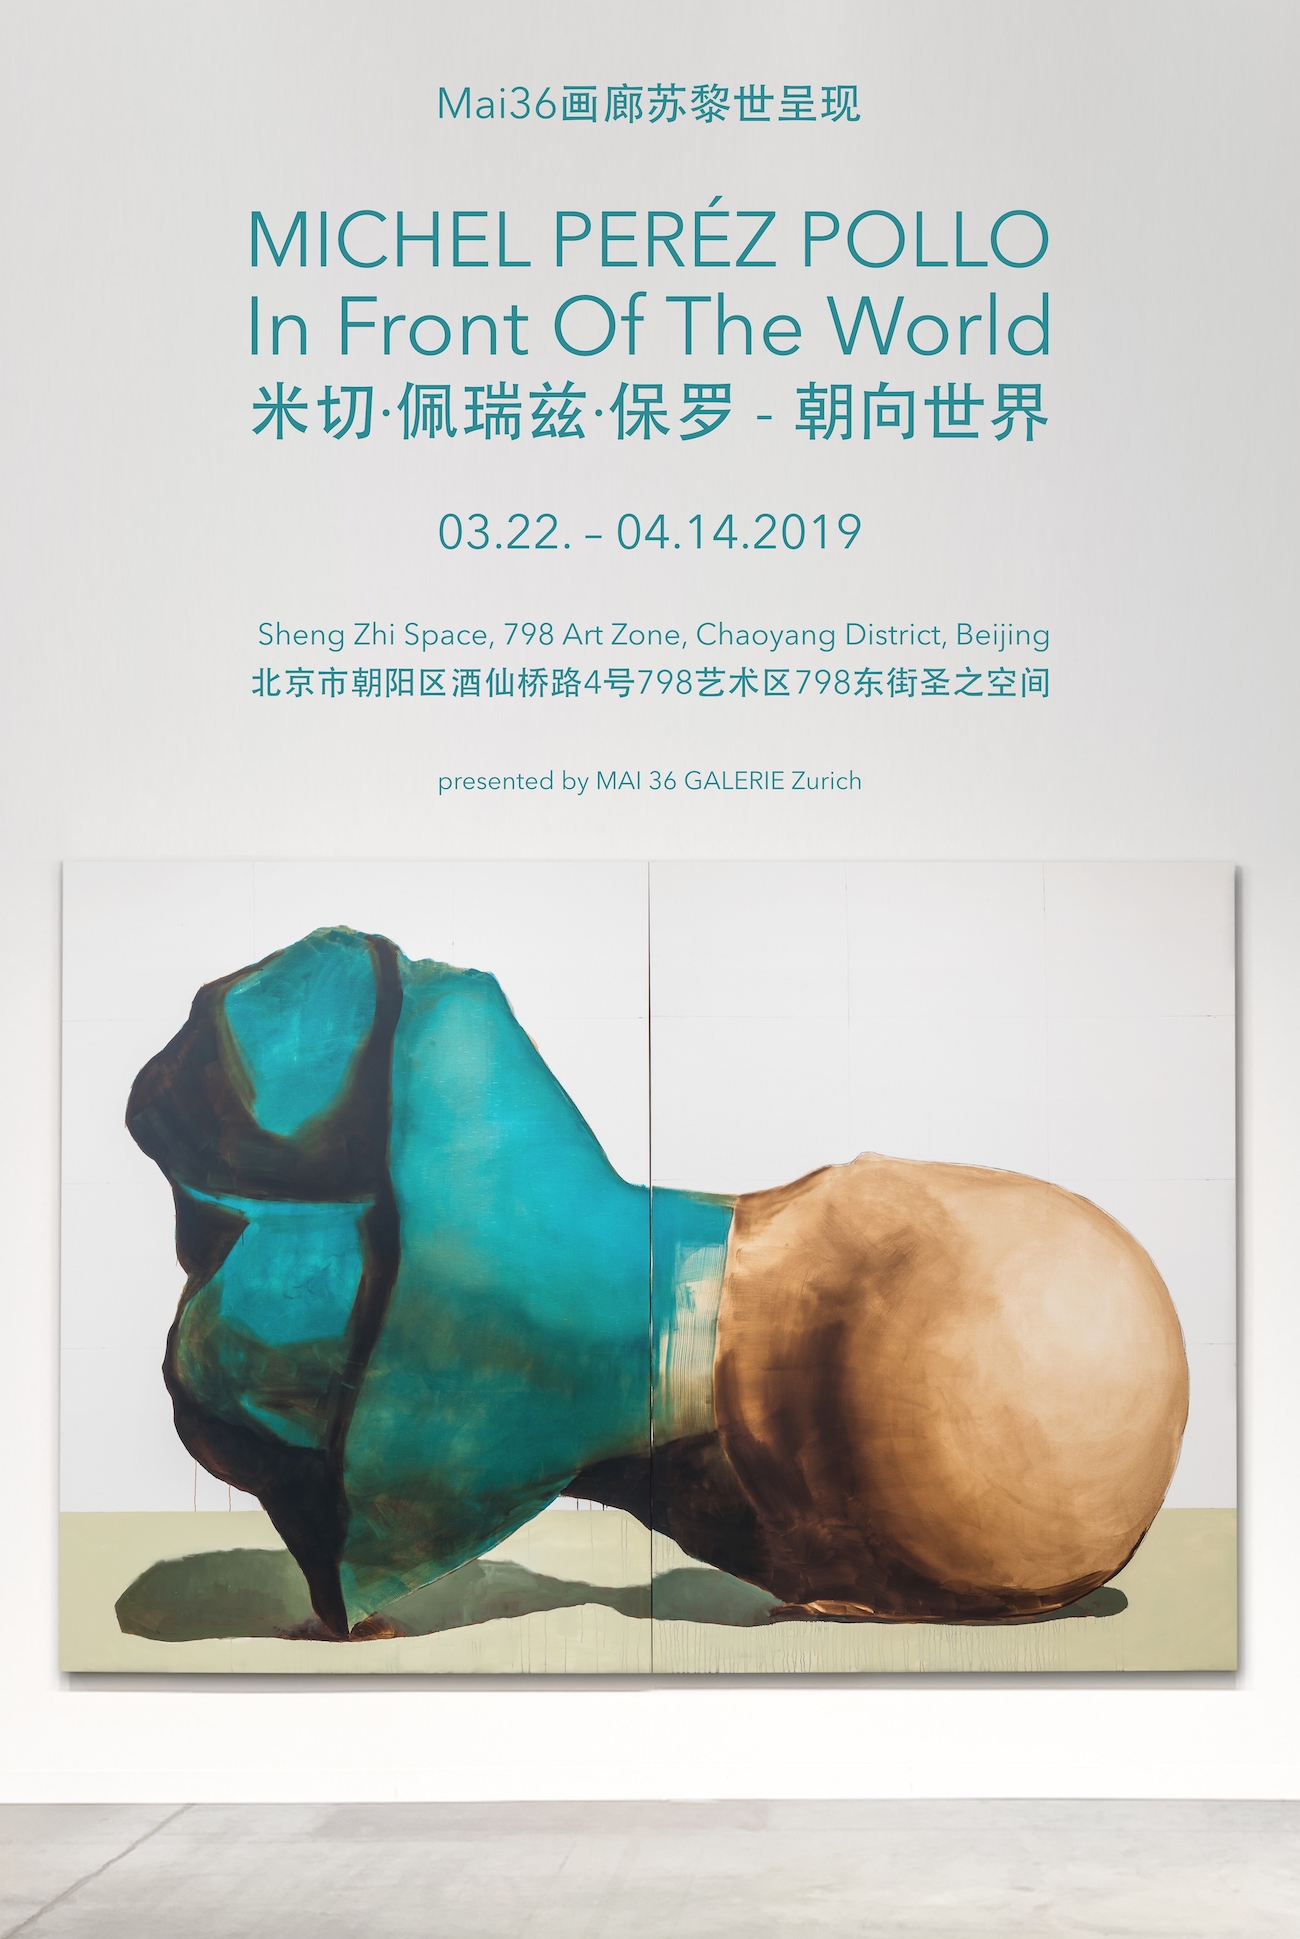 Mai36画廊苏黎世呈现
MICHEL PERÉZ POLLO
In Front Of The World
米切·佩瑞兹·保罗 - 朝向世界
03.22. – 04.14.2019
Sheng Zhi Space, 798 Art Zone, Chaoyang District, Beijing
北京市朝阳区酒仙桥路4号798艺术区798东街圣之空间
presented by MAI 36 GALERIE Zurich